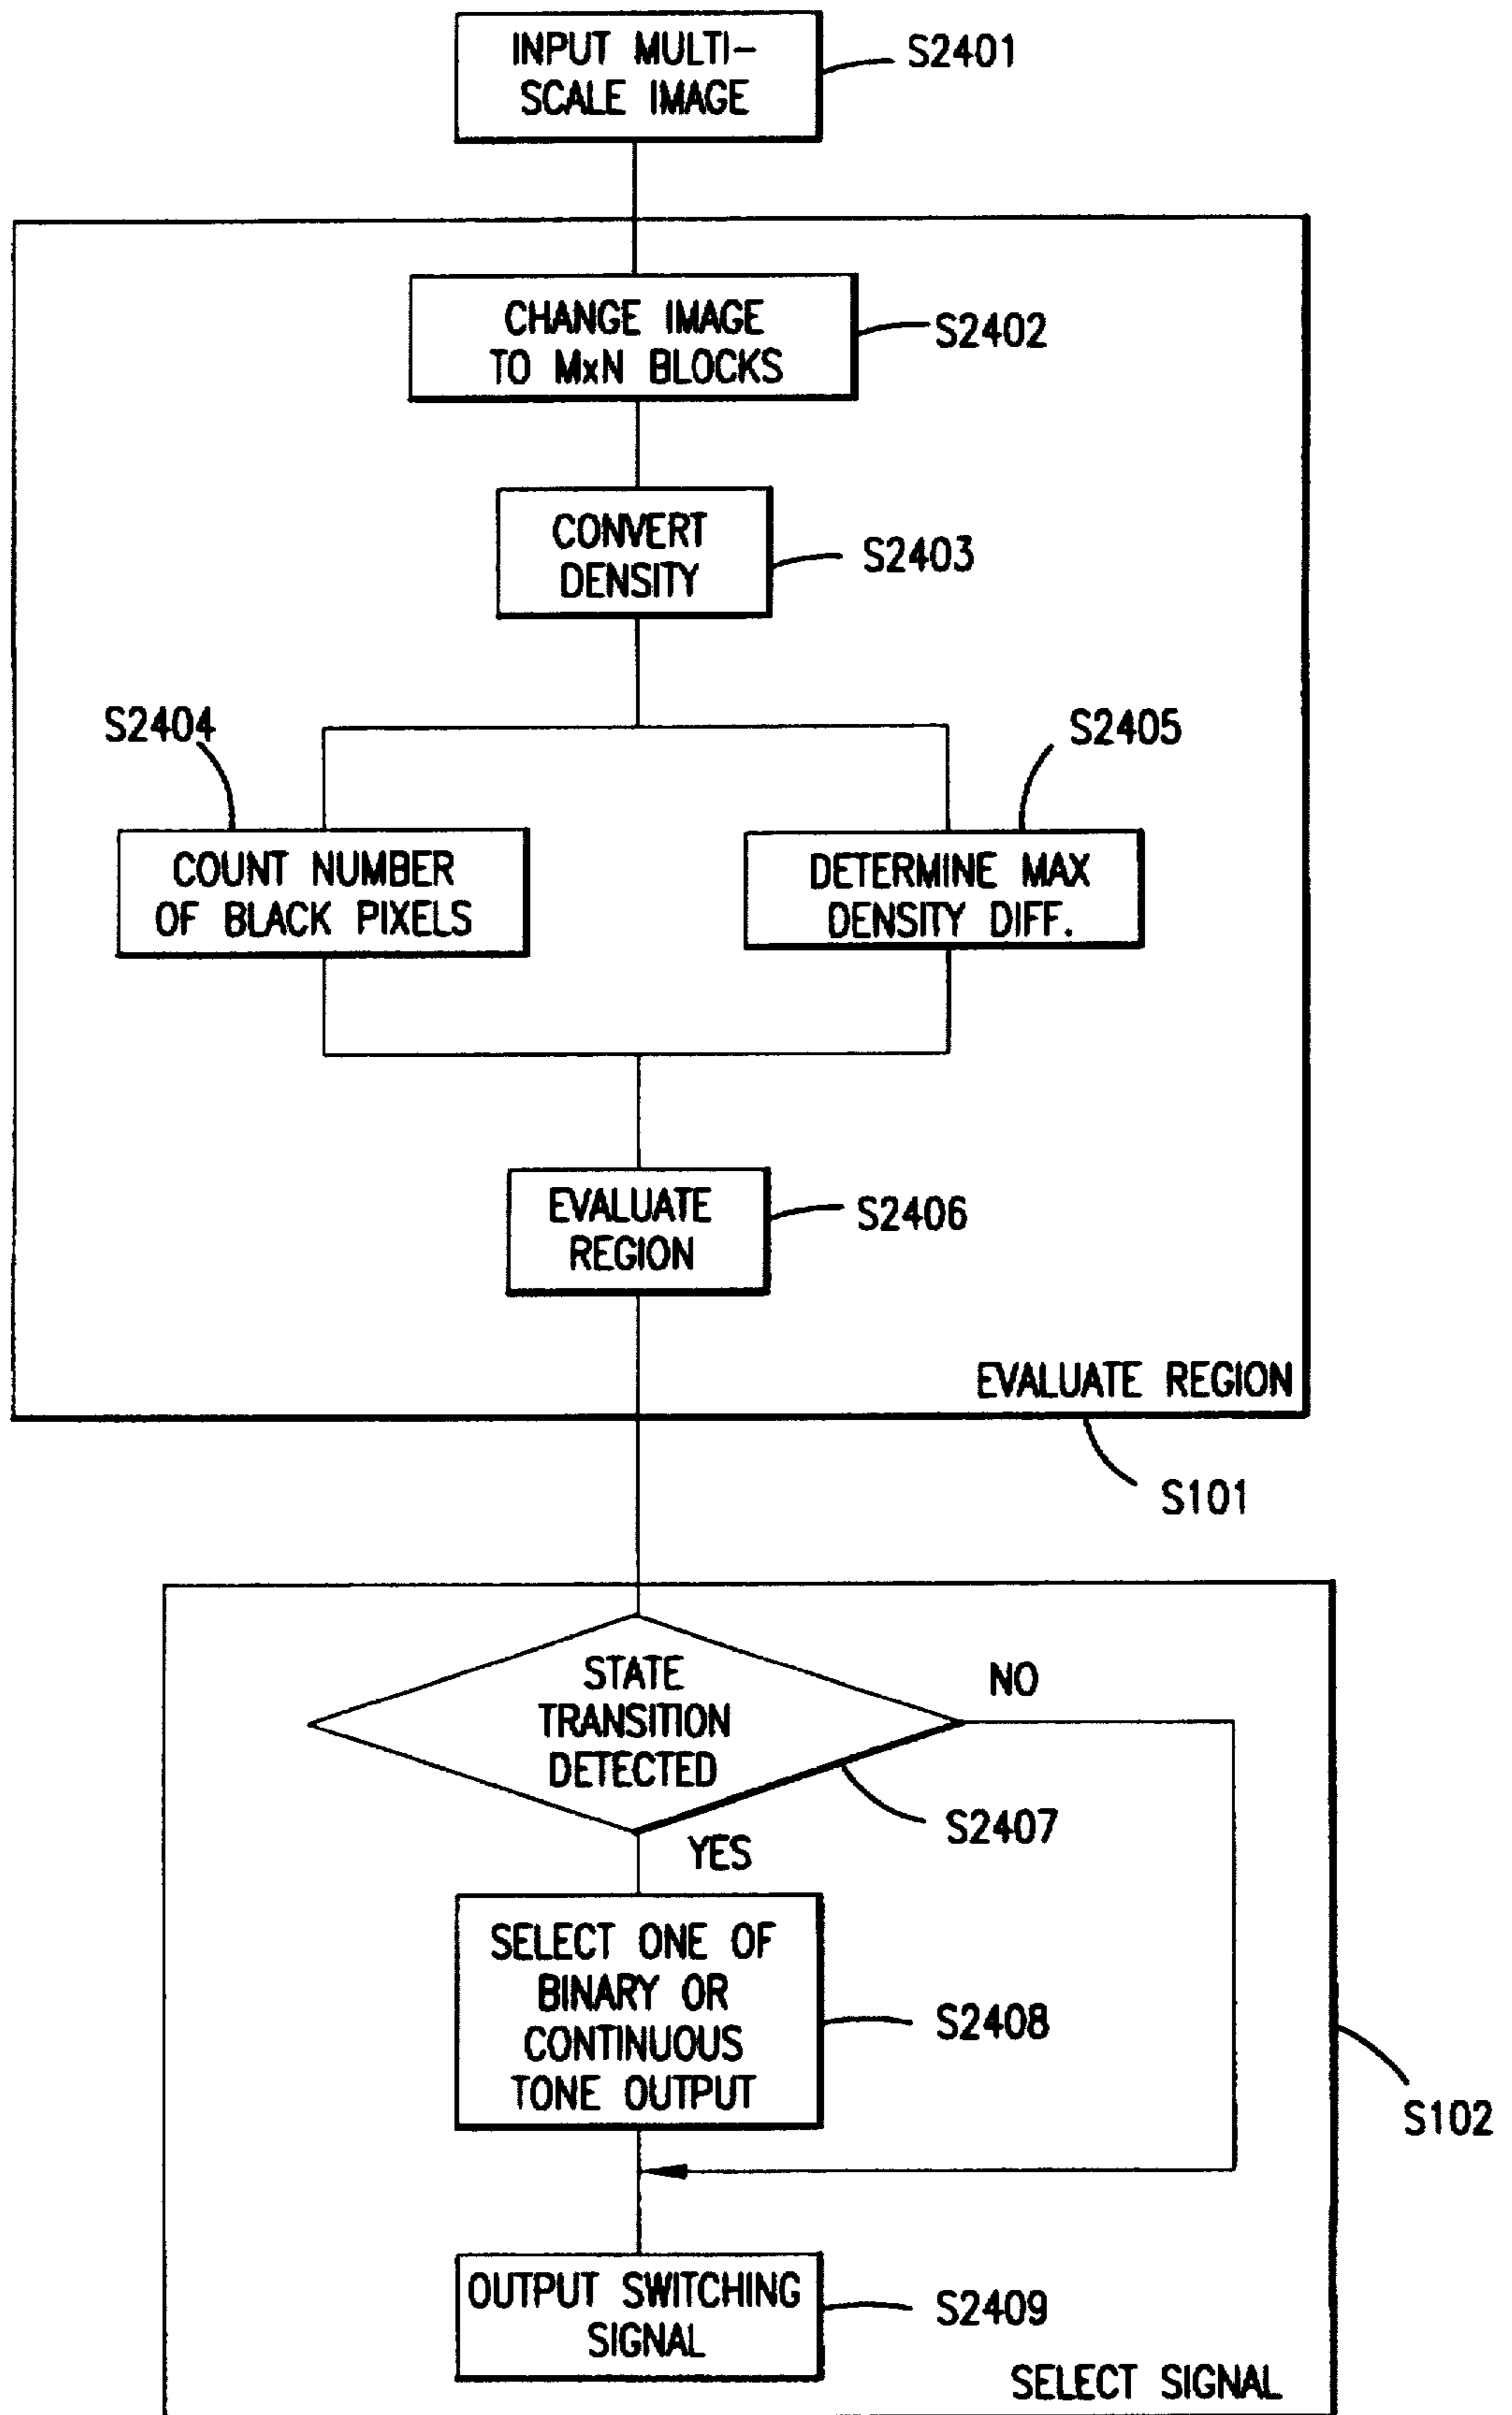 INPUT MULTI-
SCALE IMAGE
S2401
CHANGE IMAGE
TO MxN BLOCKS
S2402
CONVERT
DENSITY
S2403
S2404
S2405
COUNT NUMBER
OF BLACK PIXELS
DETERMINE MAX
DENSITY DIFF.
EVALUATE
REGION
S2406
EVALUATE REGION
S101
STATE
TRANSITION
DETECTED
NO
S2407
YES
SELECT ONE OF
BINARY OR
CONTINUOUS
TONE OUTPUT
S2408
S102
OUTPUT SWITCHING
SIGNAL
S2409
SELECT SIGNAL